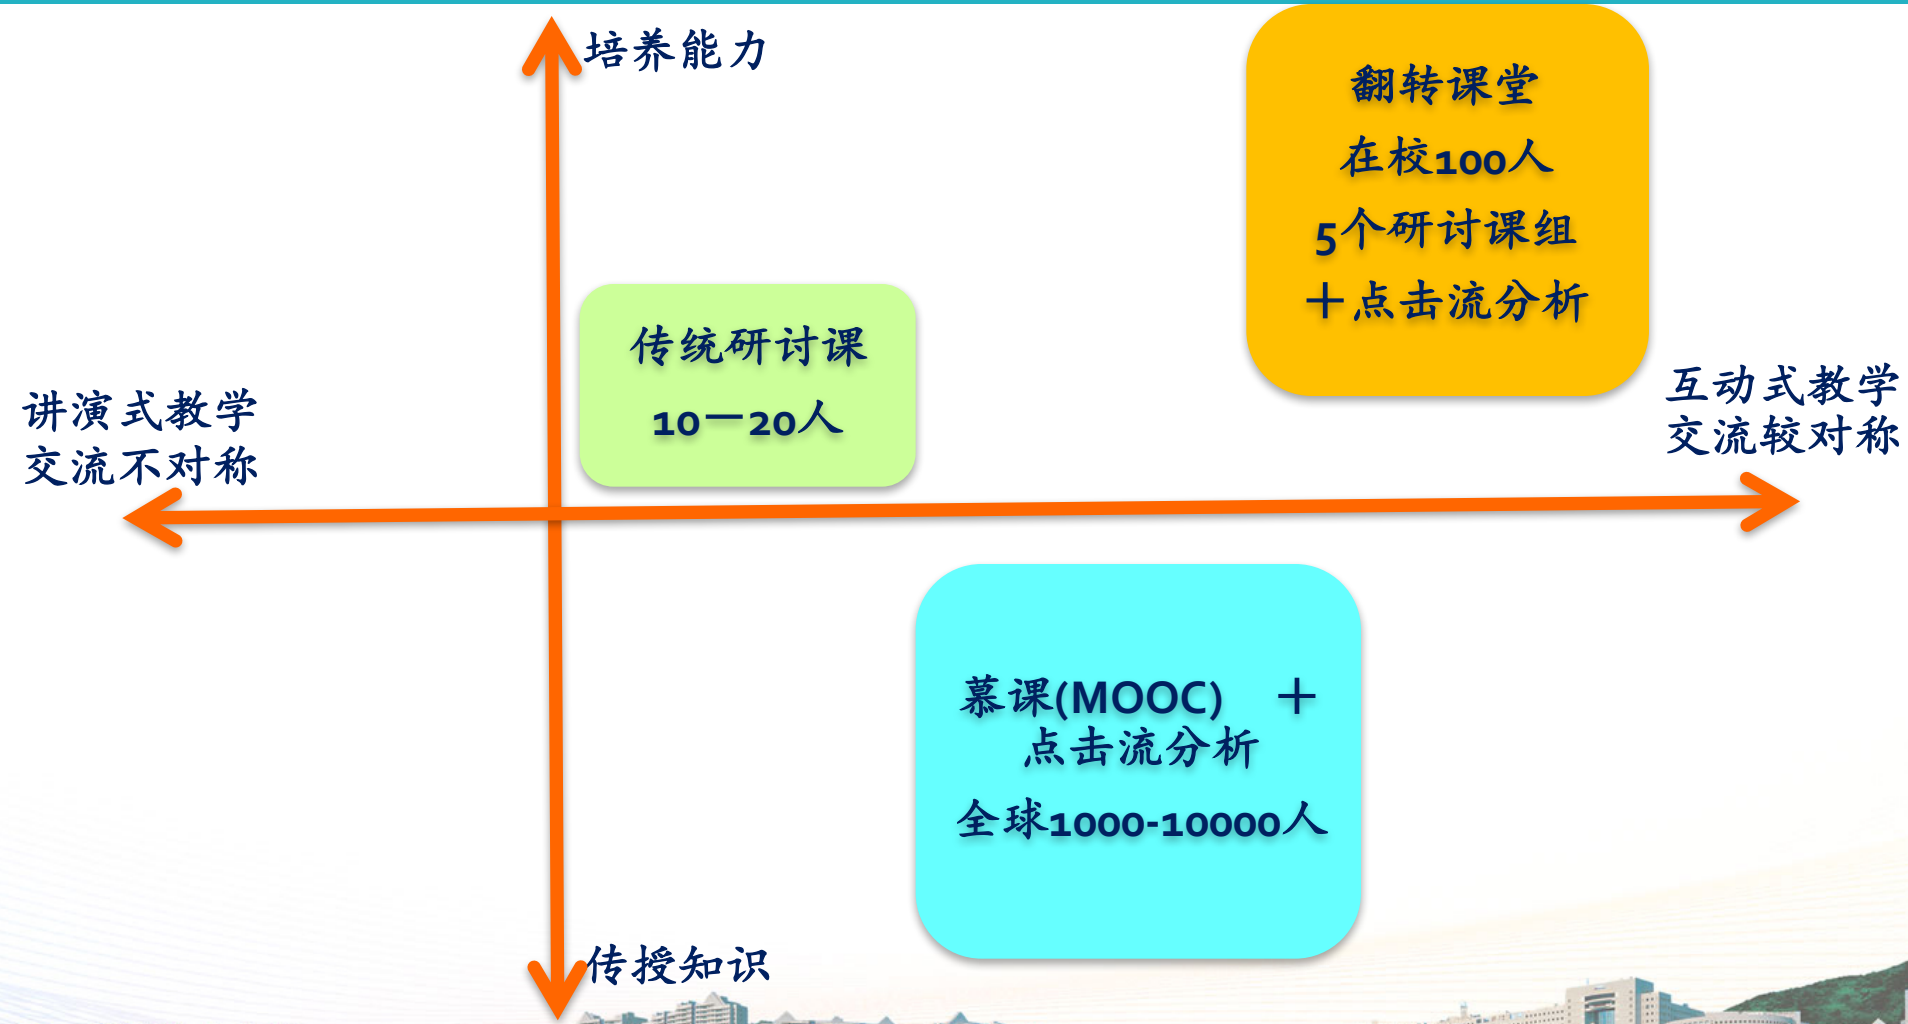 培养能力
翻转课堂
在校100人
5个研讨课组
＋点击流分析
传统研讨课
10－20人
讲演式教学
交流不对称
互动式教学
交流较对称
慕课(MOOC)　＋
点击流分析
全球1000-10000人
传授知识